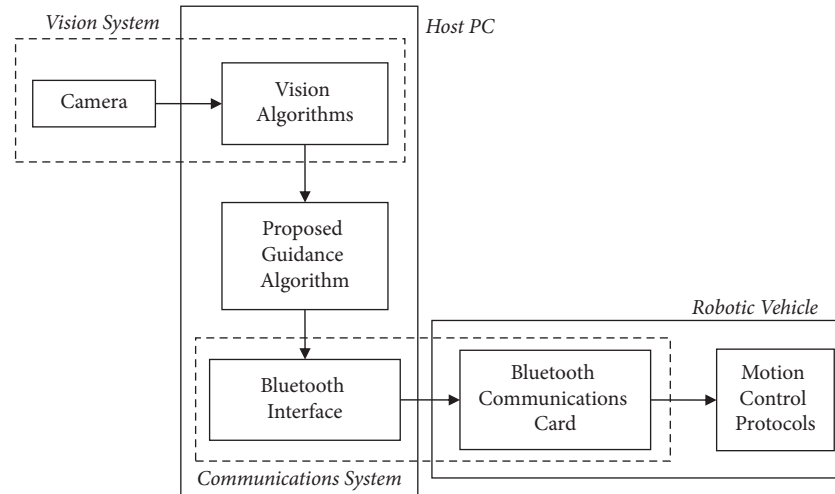 Vision System
Host PC
Camera
Vision
Algorithms
Proposed
Guidance
Algorithm
Robotic Vehicle
Bluetooth
Interface
Bluetooth
Communications
Card
Motion
Control
Protocols
Communications System